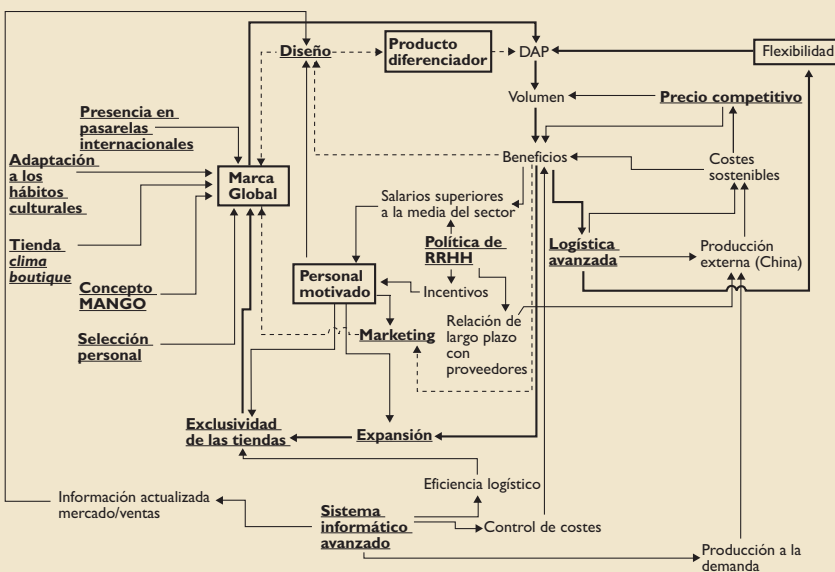 Diseño
Producto
diferenciador
DAP
Flexibilidad
Volumen
Precio competitivo
Presencia en
pasarelas
internacionales
Adaptación
a los
hábitos
culturales
Marca
Global
Beneficios
Costes
sostenibles
Salarios superiores
a la media del sector
Tienda
clima
boutique
Política de
RRHH
Logística
avanzada
Producción
externa (China)
Personal
motivado
Incentivos
Concepto
MANGO
Relación de
largo plazo
con
proveedores
Marketing
Selección
personal
Exclusividad
de las tiendas
Expansión
Eficiencia logístico
Información actualizada
mercado/ventas
Sistema
informático
avanzado
Control de costes
Producción a la
demanda